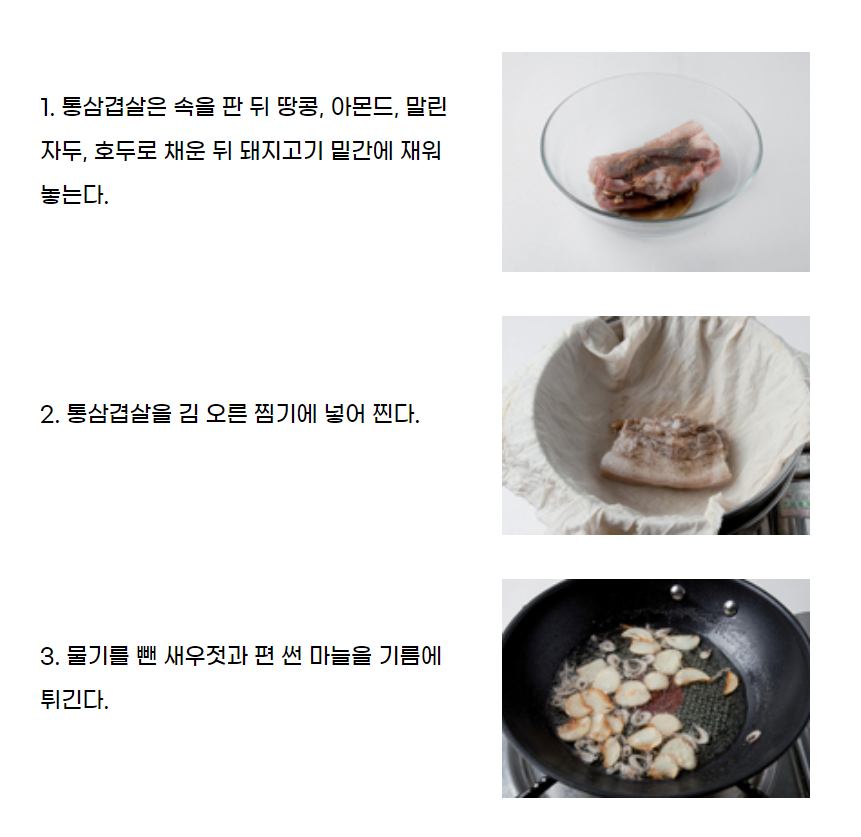 1. 통삼겹살은 속을 판 뒤 땅콩, 아몬드, 말린
자두, 호두로 채운 뒤 돼지고기 밑간에 재워
놓는다.
2. 통삼겹살을 김 오른 찜기에 넣어 찐다.
3. 물기를 뺀 새우젓과 편 썬 마늘을 기름에
튀긴다.